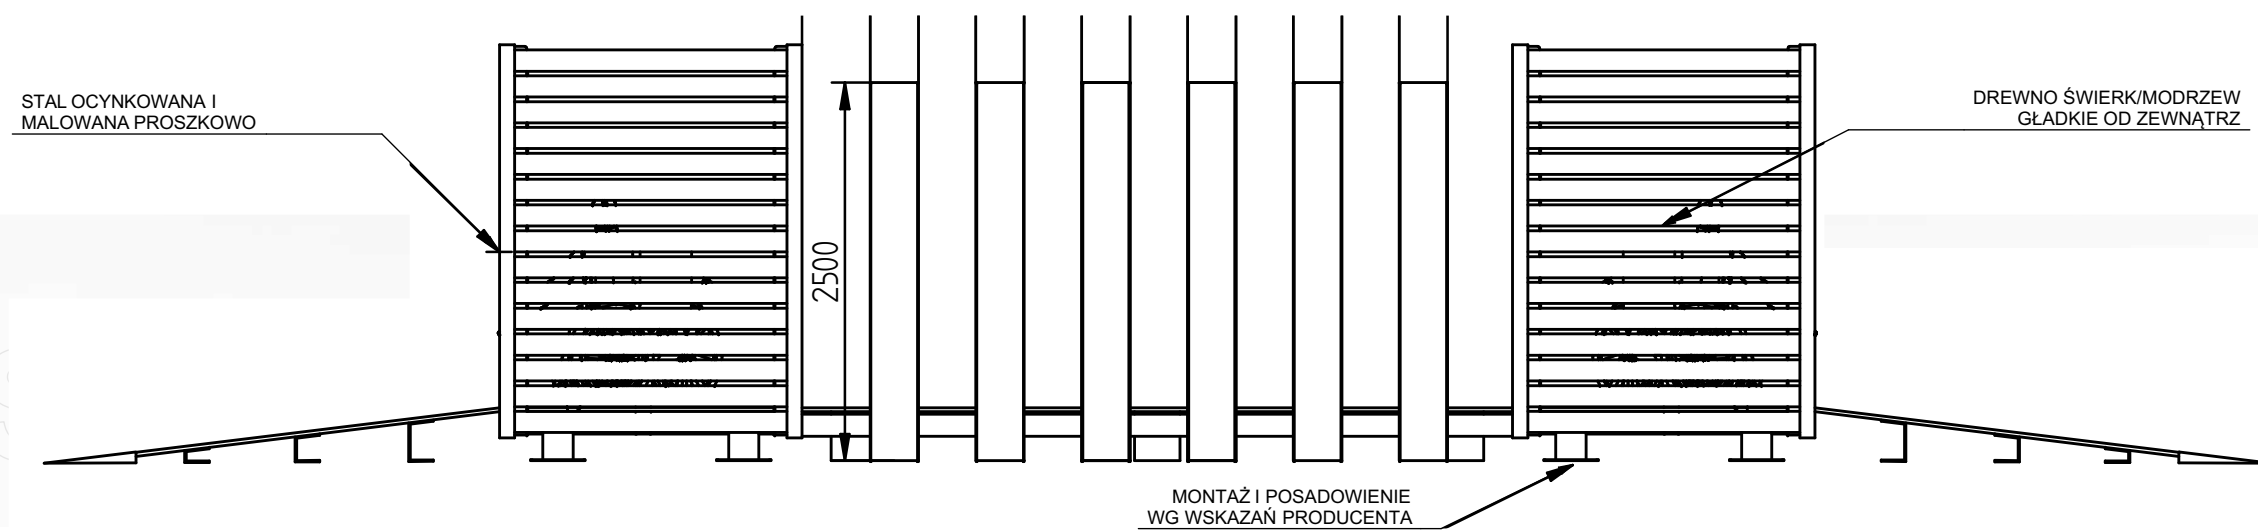 STAL OCYNKOWANA I
MALOWANA PROSZKOWO
DREWNO ŚWIERK/MODRZEW
GŁADKIE OD ZEWNĄTRZ
2500
MONTAŻ I POSADOWIENIE
WG WSKAZAŃ PRODUCENTA